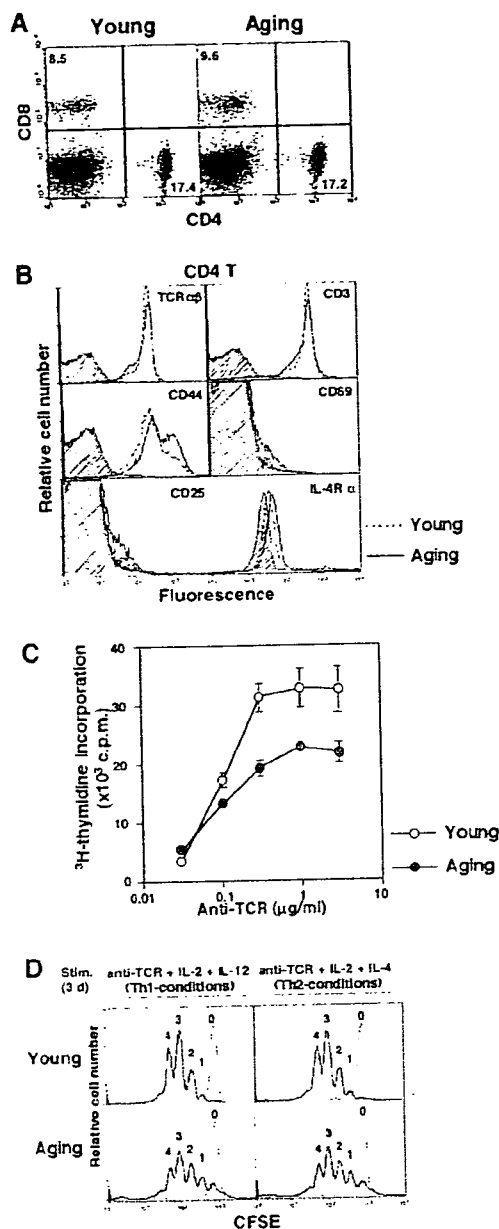 A
Young Aging
8.5
9.6
CD8
17.4
17.2
CD4
B
CD4 T
Relative cell number
TCR αβ
CD3
CD44
CD69
CD25
IL-4R α
Young
Aging
Fluorescence
C
³H-thymidine incorporation
(x10³ c.p.m.)
40
30
20
10
0
0.01 0.1 1 10
Anti-TCR (μg/ml)
Young
Aging
D
Stim. anti-TCR + IL-2 + IL-12 anti-TCR + IL-2 + IL-4
(3 d) (Th1-conditions) (Th2-conditions)
Relative cell number
Young
4 3 2 1 0
4 3 2 1 0
Aging
4 3 2 1 0
4 3 2 1 0
CFSE